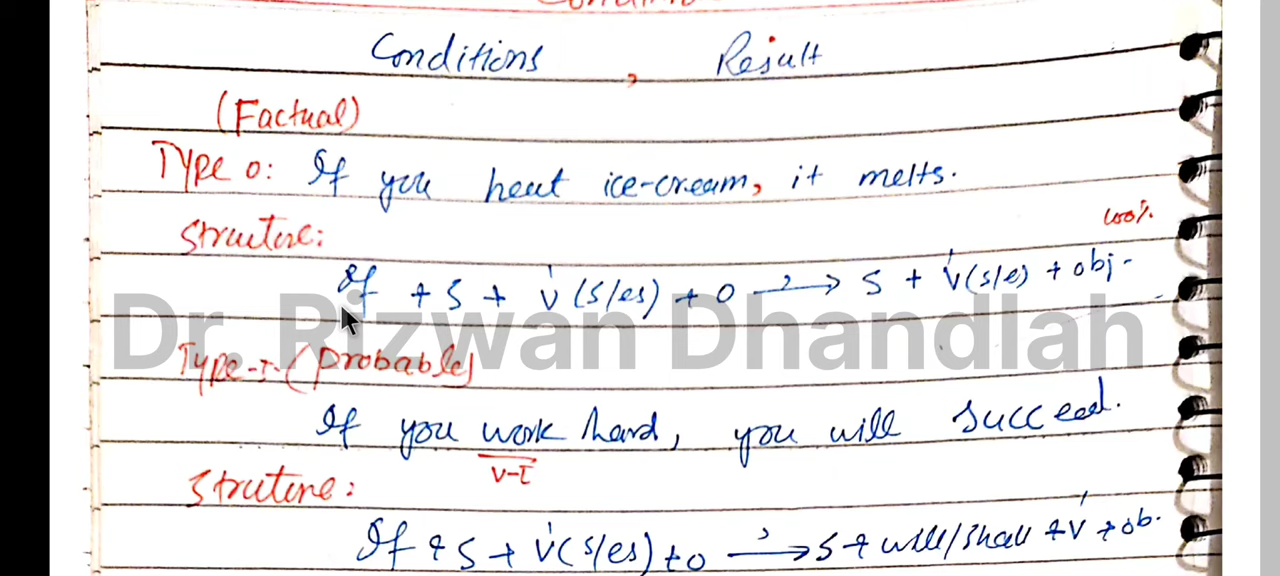 Conditions , Result
(Factual)
Type 0: If you heat ice-cream, it melts.
Structure:
100%
If + S + V¹(s/es) + O ⟶, S + V¹(s/e) + obj-
Dr. Rizwan Dhandlah
Type-I-(Probable)
If you work hard, you will succeed.
V-I
Struture:
If + S + V¹(s/es) + O ⟶, S + will/shall + V¹ + ob.